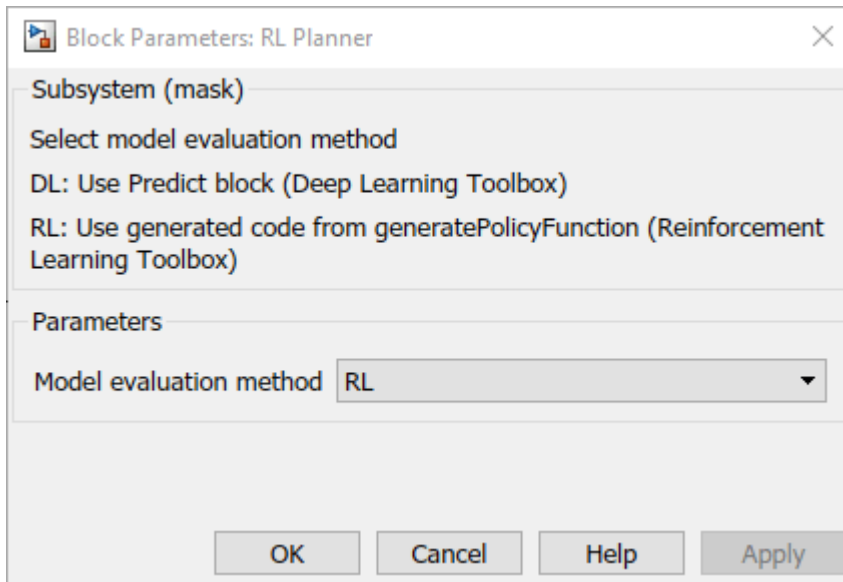 Block Parameters: RL Planner
Subsystem (mask)
Select model evaluation method
DL: Use Predict block (Deep Learning Toolbox)
RL: Use generated code from generatePolicyFunction (Reinforcement
Learning Toolbox)
Parameters
Model evaluation method RL
OK Cancel Help Apply